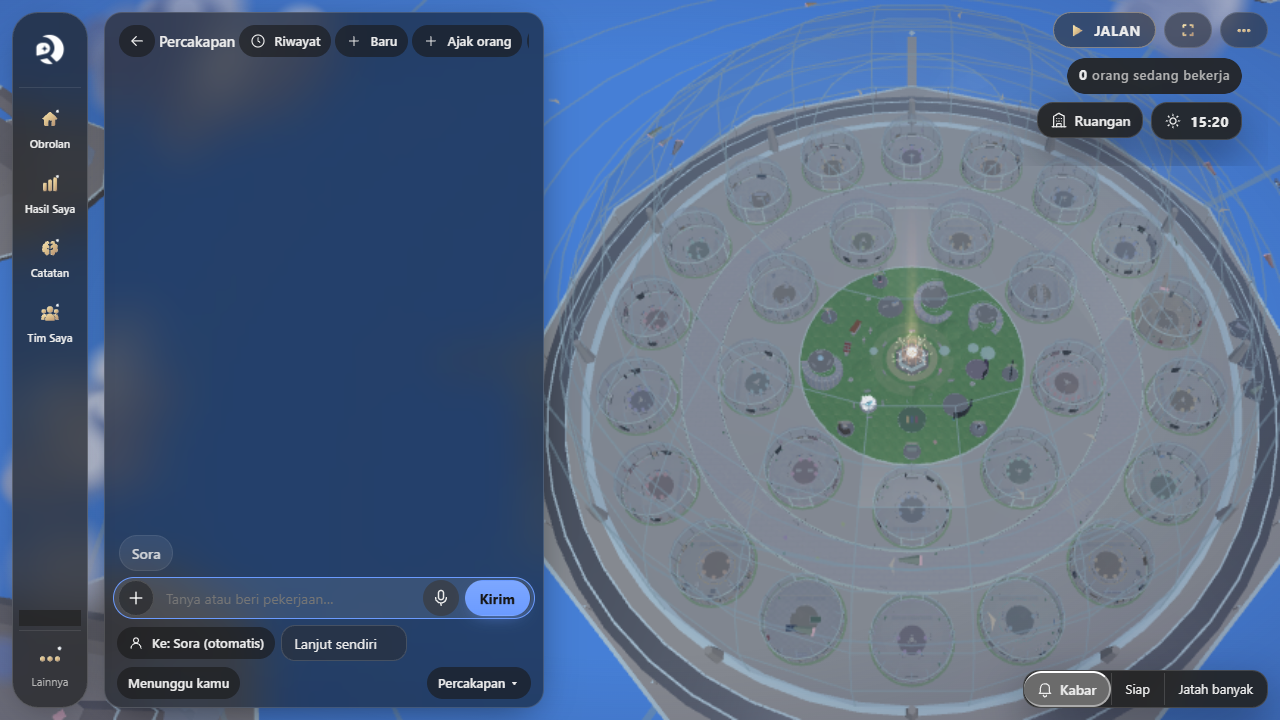 Obrolan
Hasil Saya
Catatan
Tim Saya
Lainnya
Percakapan
Riwayat
Baru
Ajak orang
Sora
Tanya atau beri pekerjaan...
Kirim
Ke: Sora (otomatis)
Lanjut sendiri
Menunggu kamu
Percakapan
JALAN
0 orang sedang bekerja
Ruangan
15:20
Kabar
Siap
Jatah banyak